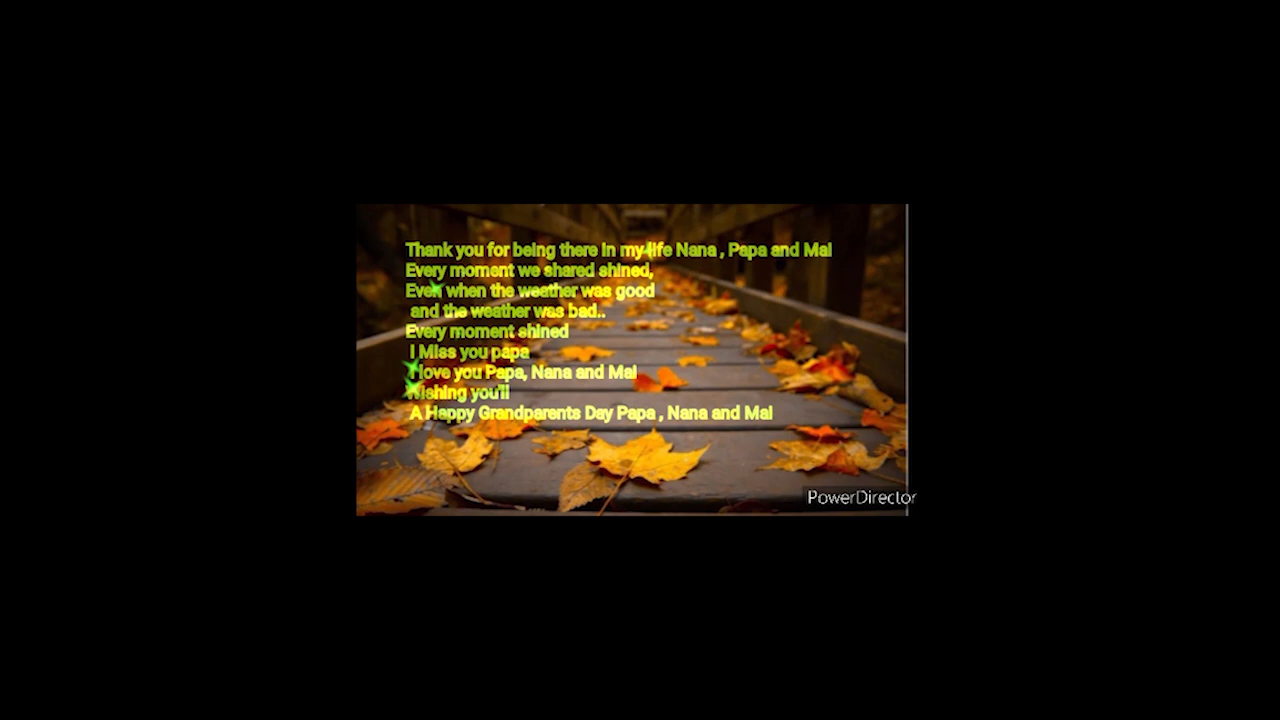 Thank you for being there in my life Nana , Papa and Mai
Every moment we shared shined,
Even when the weather was good
and the weather was bad..
Every moment shined
I Miss you papa
I love you Papa, Nana and Mai
Wishing you'll
A Happy Grandparents Day Papa , Nana and Mai
PowerDirector